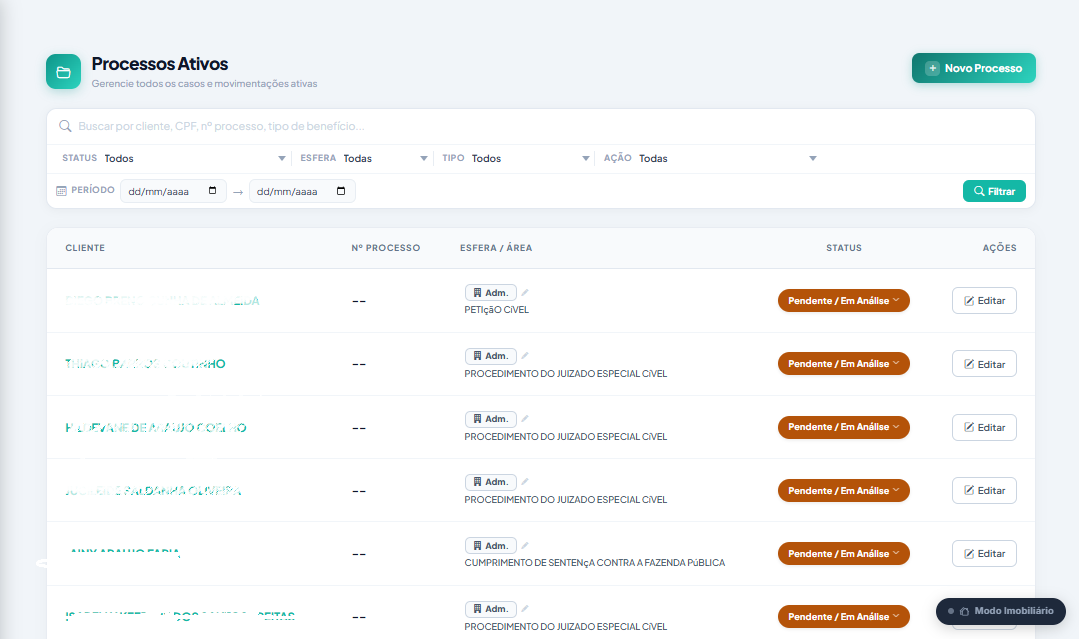 Processos Ativos
Gerencie todos os casos e movimentações ativas
+ Novo Processo
Buscar por cliente, CPF, nº processo, tipo de benefício...
STATUS Todos ESFERA Todas TIPO Todos AÇÃO Todas
PERÍODO dd/mm/aaaa → dd/mm/aaaa Filtrar
CLIENTE Nº PROCESSO ESFERA / ÁREA STATUS AÇÕES
-- Adm. Pendente / Em Análise Editar
PETIçãO CíVEL
-- Adm. Pendente / Em Análise Editar
PROCEDIMENTO DO JUIZADO ESPECIAL CíVEL
-- Adm. Pendente / Em Análise Editar
PROCEDIMENTO DO JUIZADO ESPECIAL CíVEL
-- Adm. Pendente / Em Análise Editar
PROCEDIMENTO DO JUIZADO ESPECIAL CíVEL
-- Adm. Pendente / Em Análise Editar
CUMPRIMENTO DE SENTENçA CONTRA A FAZENDA PúBLICA
-- Adm. Pendente / Em Análise
PROCEDIMENTO DO JUIZADO ESPECIAL CíVEL
Modo Imobiliário